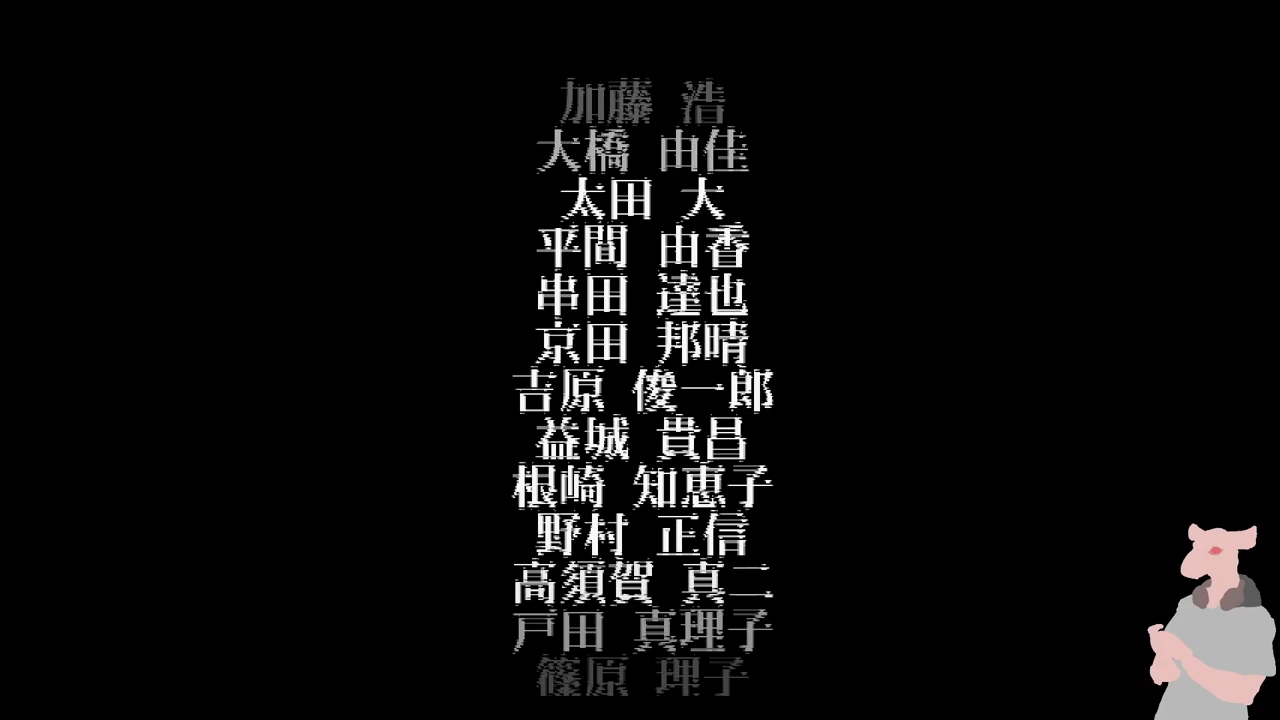 加藤 浩
大橋 由佳
太田 大
平間 由香
串田 達也
京田 邦晴
吉原 俊一郎
益城 貴昌
根崎 知恵子
野村 正信
高須賀 真二
戸田 真理子
篠原 理子